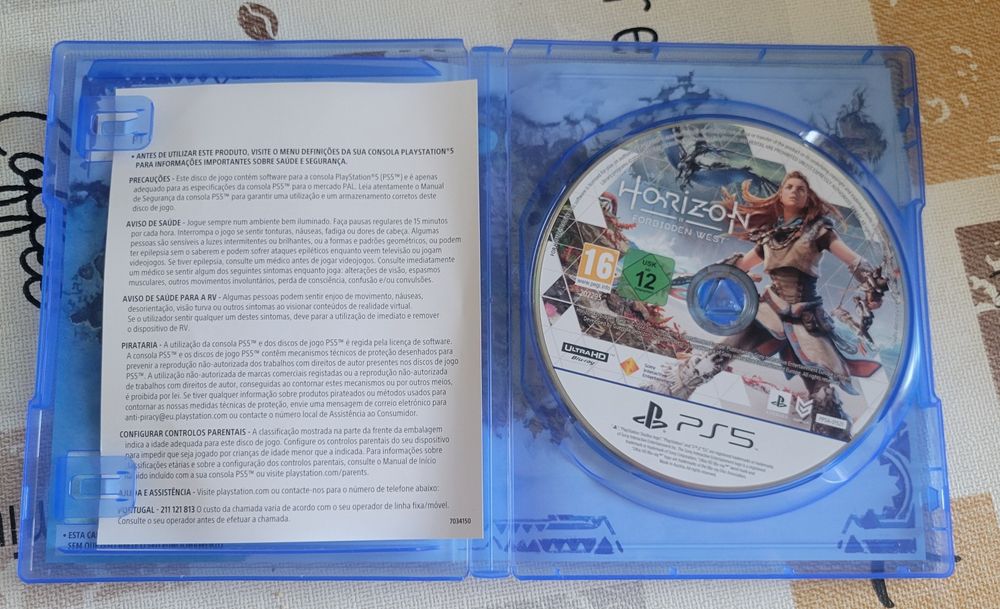 Coffee
PT
• ANTES DE UTILIZAR ESTE PRODUTO, VISITE O MENU DEFINIÇÕES DA SUA CONSOLA PLAYSTATION®5
PARA INFORMAÇÕES IMPORTANTES SOBRE SAÚDE E SEGURANÇA.
PRECAUÇÕES - Este disco de jogo contém software para a consola PlayStation®5 (PS5™) e é apenas
adequado para as especificações da consola PS5™ para o mercado PAL. Leia atentamente o Manual
de Segurança da consola PS5™ para garantir uma utilização e um armazenamento corretos deste
disco de jogo.
AVISO DE SAÚDE - Jogue sempre num ambiente bem iluminado. Faça pausas regulares de 15 minutos
por cada hora. Interrompa o jogo se sentir tonturas, náuseas, fadiga ou dores de cabeça. Algumas
pessoas são sensíveis a luzes intermitentes ou brilhantes, ou a formas e padrões geométricos, ou podem
ter epilepsia sem o saberem e podem sofrer ataques epiléticos enquanto veem televisão ou jogam
videojogos. Se tiver epilepsia, consulte um médico antes de jogar videojogos. Consulte imediatamente
um médico se sentir algum dos seguintes sintomas enquanto joga: alterações de visão, espasmos
musculares, outros movimentos involuntários, perda de consciência, confusão e/ou convulsões.
AVISO DE SAÚDE PARA A RV - Algumas pessoas podem sentir enjoo de movimento, náuseas,
desorientação, visão turva ou outros sintomas ao visionar conteúdos de realidade virtual.
Se o utilizador sentir qualquer um destes sintomas, deve parar a utilização de imediato e remover
o dispositivo de RV.
PIRATARIA - A utilização da consola PS5™ e dos discos de jogo PS5™ é regida pela licença de software.
A consola PS5™ e os discos de jogo PS5™ contêm mecanismos técnicos de proteção desenhados para
prevenir a reprodução não-autorizada dos trabalhos com direitos de autor presentes nos discos de jogo
PS5™. A utilização não-autorizada de marcas comerciais registadas ou a reprodução não-autorizada
de trabalhos com direitos de autor, conseguidas ao contornar estes mecanismos ou por outros meios,
é proibida por lei. Se tiver qualquer informação sobre produtos pirateados ou métodos usados para
contornar as nossas medidas técnicas de proteção, envie uma mensagem de correio eletrónico para
anti-piracy@eu.playstation.com ou contacte o número local de Assistência ao Consumidor.
CONFIGURAR CONTROLOS PARENTAIS - A classificação mostrada na parte da frente da embalagem
indica a idade adequada para este disco de jogo. Configure os controlos parentais do seu dispositivo
para impedir que seja jogado por crianças de idade menor que a indicada. Para informações sobre
classificações etárias e sobre a configuração dos controlos parentais, consulte o Manual de Início
Rápido incluído com a sua consola PS5™ ou visite playstation.com/parents.
AJUDA E ASSISTÊNCIA - Visite playstation.com ou contacte-nos para o número de telefone abaixo:
PORTUGAL - 211 121 813 O custo da chamada varia de acordo com o seu operador de linha fixa/móvel.
Consulte o seu operador antes de efetuar a chamada.
7034150
• ESTA
SEM
HORIZON
FORBIDDEN WEST
16
www.pegi.info
USK
12
ULTRA HD
Blu-ray
Sony
Interactive
Entertainment
PS5